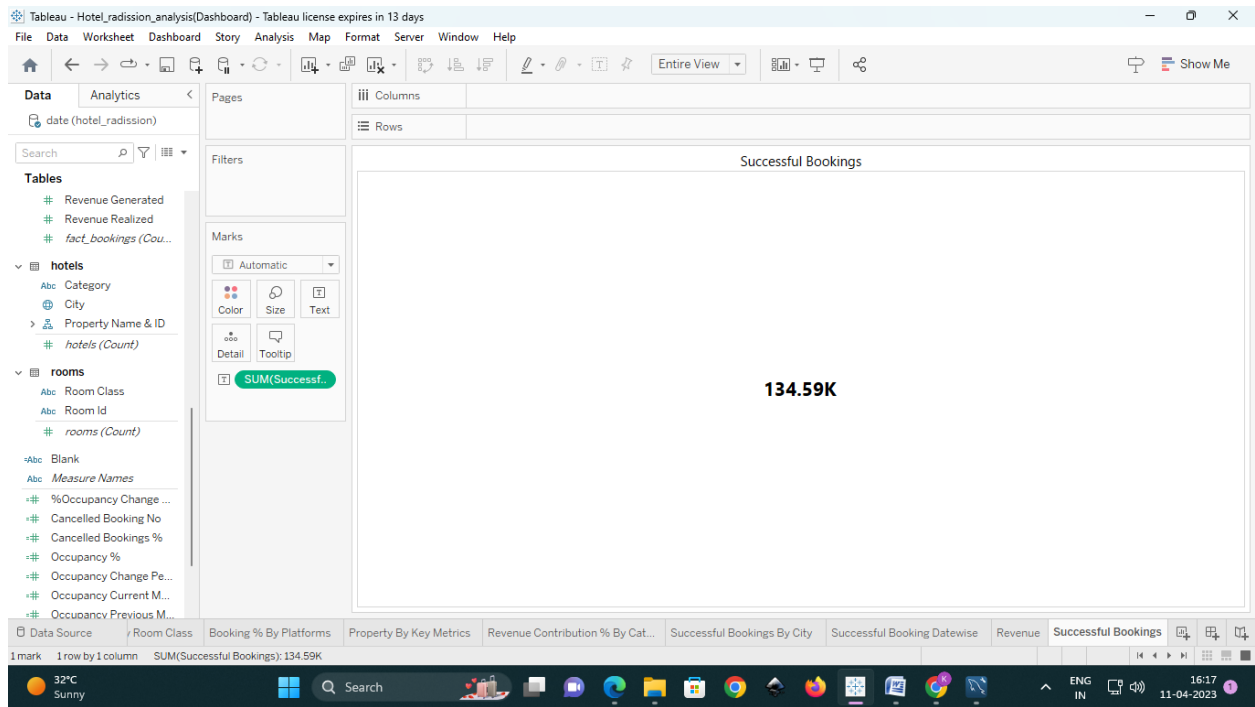 Tableau - Hotel_radission_analysis(Dashboard) - Tableau license expires in 13 days
File Data Worksheet Dashboard Story Analysis Map Format Server Window Help
Entire View
Show Me
Data Analytics
date (hotel_radission)
Search
Tables
# Revenue Generated
# Revenue Realized
# fact_bookings (Cou...
hotels
Abc Category
City
Property Name & ID
# hotels (Count)
rooms
Abc Room Class
Abc Room Id
# rooms (Count)
=Abc Blank
Abc Measure Names
=# %Occupancy Change ...
=# Cancelled Booking No
=# Cancelled Bookings %
=# Occupancy %
=# Occupancy Change Pe...
=# Occupancy Current M...
=# Occupancy Previous M...
Pages
Filters
Marks
Automatic
Color Size Text
Detail Tooltip
SUM(Successf..
Columns
Rows
Successful Bookings
134.59K
Data Source / Room Class Booking % By Platforms Property By Key Metrics Revenue Contribution % By Cat... Successful Bookings By City Successful Booking Datewise Revenue Successful Bookings
1 mark 1 row by 1 column SUM(Successful Bookings): 134.59K
32°C
Sunny
Search
ENG
IN
16:17
11-04-2023
1